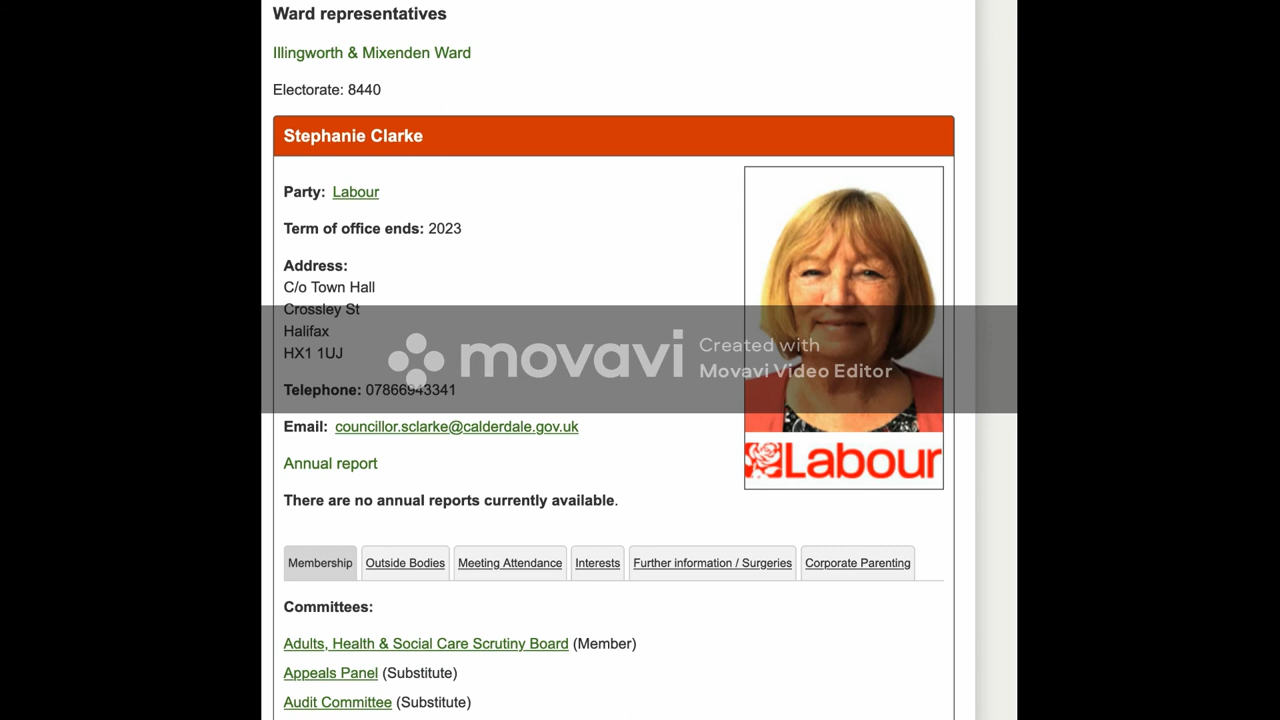 Ward representatives
Illingworth & Mixenden Ward
Electorate: 8440
Stephanie Clarke
Party: Labour
Term of office ends: 2023
Address:
C/o Town Hall
Crossley St
Halifax
HX1 1UJ
Telephone: 07866943341
Email: councillor.sclarke@calderdale.gov.uk
Annual report
There are no annual reports currently available.
Labour
movavi
Created with
Movavi Video Editor
Membership Outside Bodies Meeting Attendance Interests Further information / Surgeries Corporate Parenting
Committees:
Adults, Health & Social Care Scrutiny Board (Member)
Appeals Panel (Substitute)
Audit Committee (Substitute)